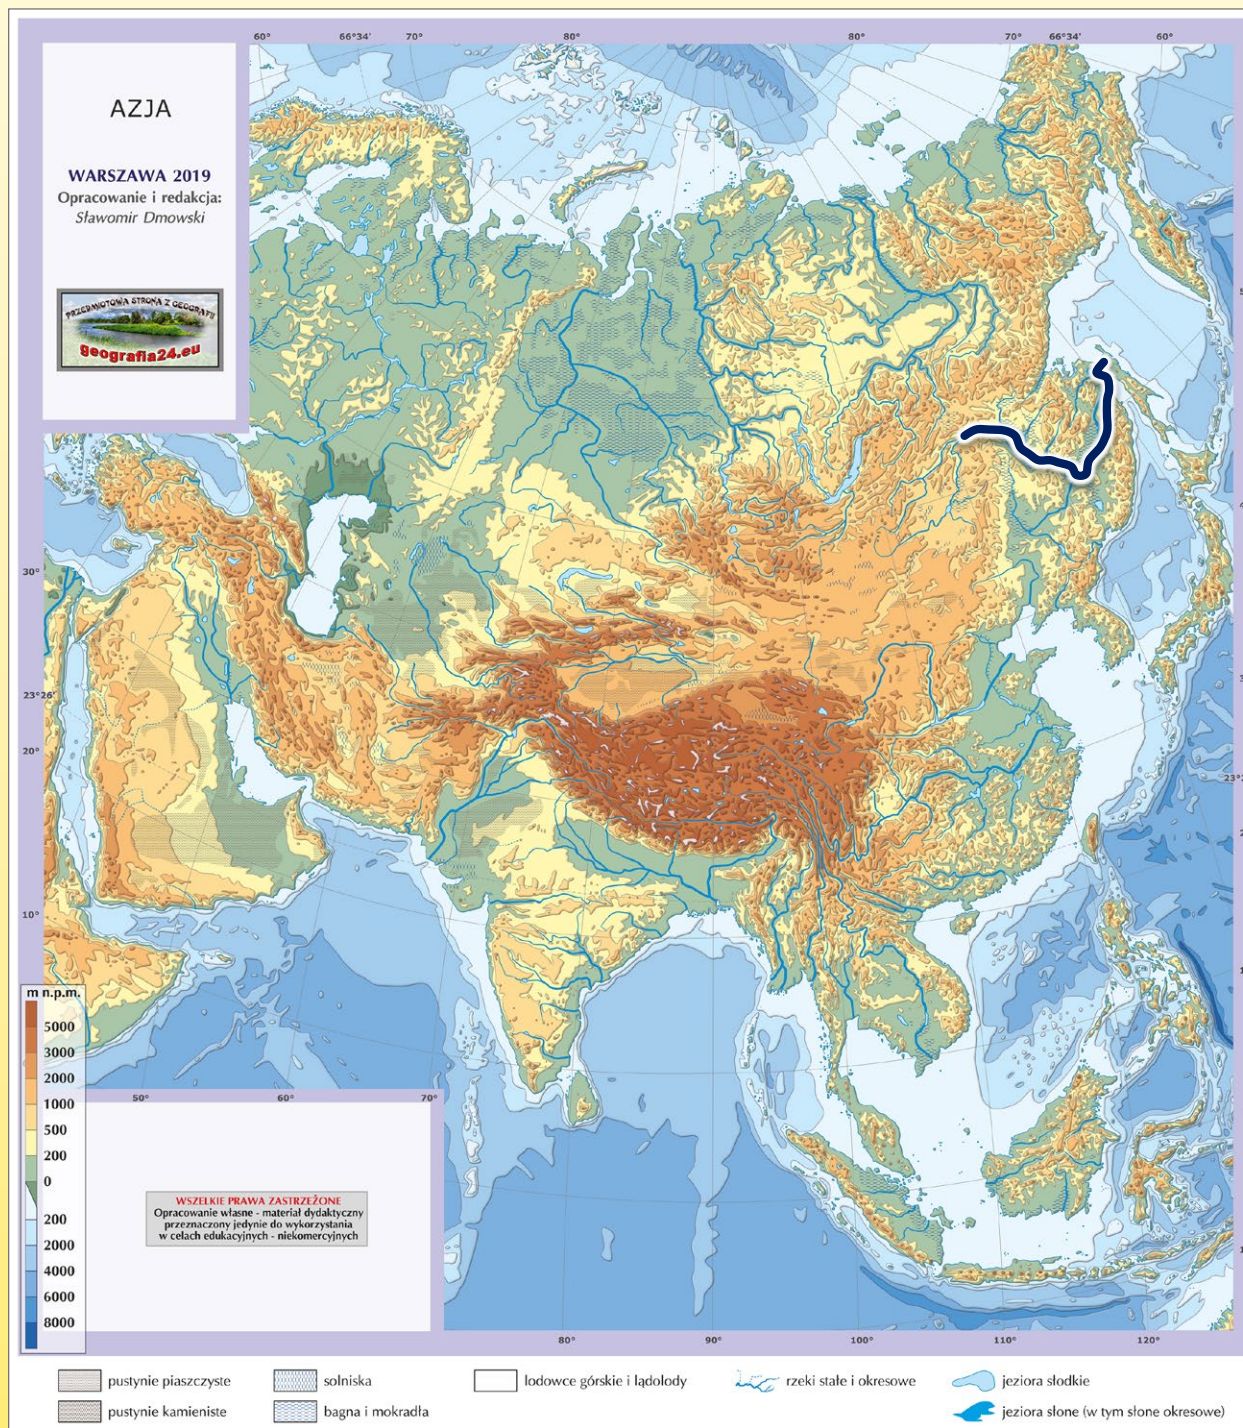 60° 66°34' 70° 80° 80° 70° 66°34' 60°
AZJA
WARSZAWA 2019
Opracowanie i redakcja:
Sławomir Dmowski
PRZEDMIOTOWA STRONA Z GEOGRAFII
geografia24.eu
30°
23°26'
20°
10°
m n.p.m.
5000
3000
2000
1000
500
200
0
200
2000
4000
6000
8000
50° 60° 70°
WSZELKIE PRAWA ZASTRZEŻONE
Opracowanie własne - materiał dydaktyczny
przeznaczony jedynie do wykorzystania
w celach edukacyjnych - niekomercyjnych
80° 90° 100° 110° 120°
pustynie piaszczyste solniska lodowce górskie i lądolody rzeki stałe i okresowe jeziora słodkie
pustynie kamieniste bagna i mokradła jeziora słone (w tym słone okresowe)